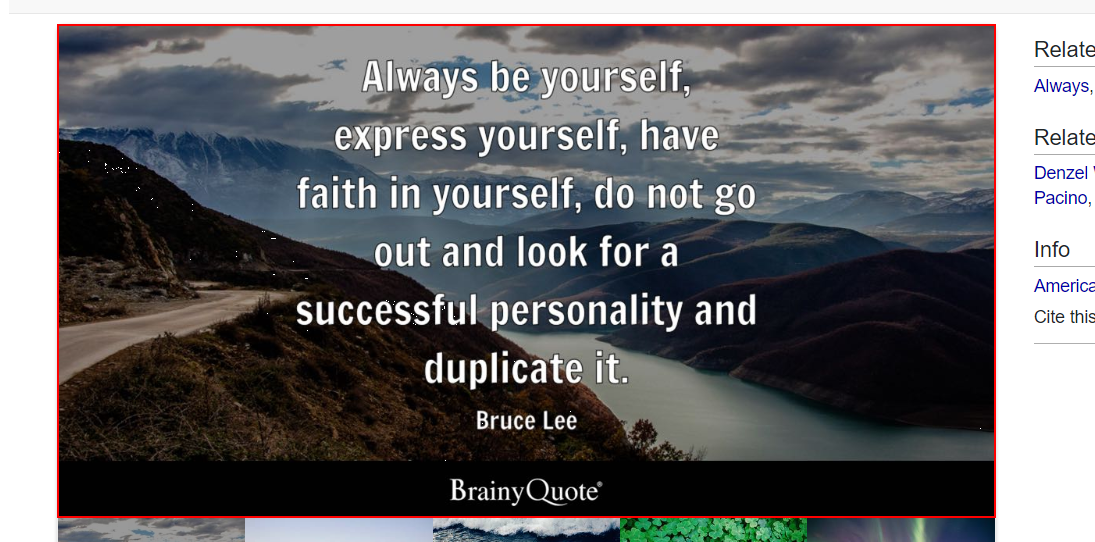 Always be yourself,
express yourself, have
faith in yourself, do not go
out and look for a
successful personality and
duplicate it.
Bruce Lee
BrainyQuote®
Relate
Always,
Relate
Denzel
Pacino,
Info
America
Cite this